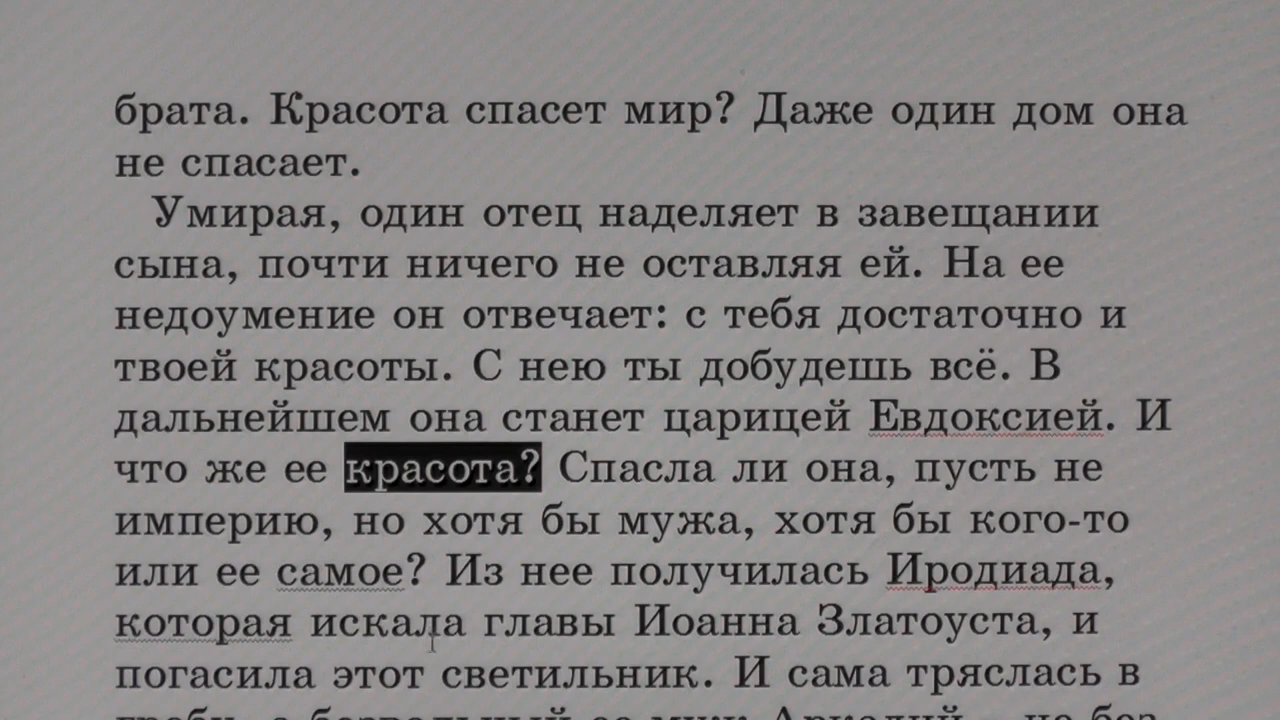 брата. Красота спасет мир? Даже один дом она
не спасает.
Умирая, один отец наделяет в завещании
сына, почти ничего не оставляя ей. На ее
недоумение он отвечает: с тебя достаточно и
твоей красоты. С нею ты добудешь всё. В
дальнейшем она станет царицей Евдоксией. И
что же ее красота? Спасла ли она, пусть не
империю, но хотя бы мужа, хотя бы кого-то
или ее самое? Из нее получилась Иродиада,
которая искала главы Иоанна Златоуста, и
погасила этот светильник. И сама тряслась в